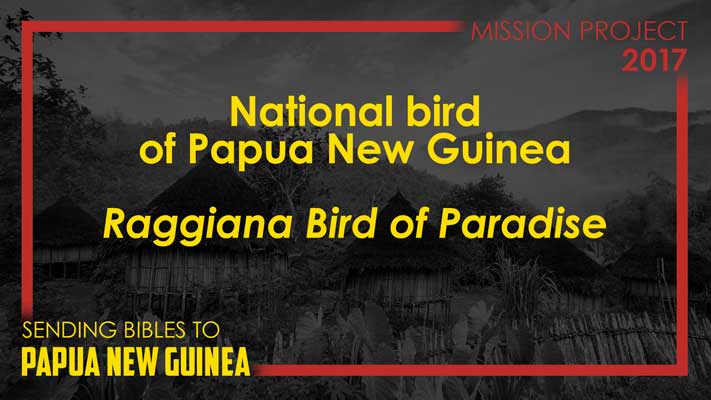 MISSION PROJECT
2017
National bird
of Papua New Guinea
Raggiana Bird of Paradise
SENDING BIBLES TO
PAPUA NEW GUINEA